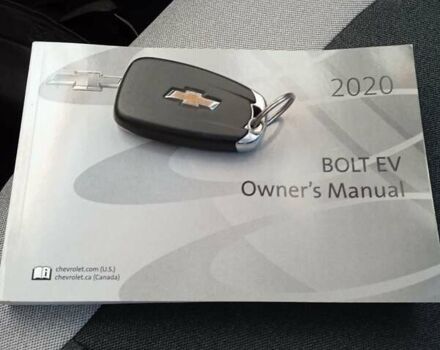 2020
BOLT EV
Owner's Manual
chevrolet.com (U.S.)
chevrolet.ca (Canada)